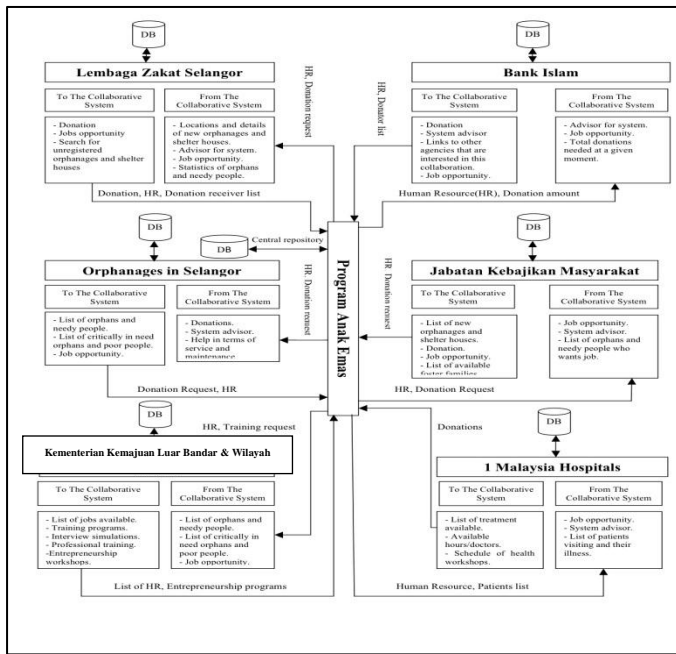 DB
Lembaga Zakat Selangor
To The Collaborative
System
From The
Collaborative System
- Donation
- Jobs opportunity
- Search for
unregistered
orphanages and shelter
houses
- Locations and details
of new orphanages and
shelter houses.
- Advisor for system.
- Job opportunity.
- Statistics of orphans
and needy people.
Donation, HR, Donation receiver list
HR, Donation request
DB
Bank Islam
To The Collaborative
System
From The
Collaborative System
- Donation
- System advisor
- Links to other
agencies that are
interested in this
collaboration.
- Job opportunity.
- Advisor for system.
- Job opportunity.
- Total donations
needed at a given
moment.
HR, Donator list
Human Resource(HR), Donation amount
DB
Central repository
Program Anak Emas
DB
Orphanages in Selangor
To The Collaborative
System
From The
Collaborative System
- List of orphans and
needy people.
- List of critically in need
orphans and poor people.
- Job opportunity.
- Donations.
- System advisor.
- Help in terms of
service and
maintenance
HR, Donation request
Donation Request, HR
DB
Jabatan Kebajikan Masyarakat
To The Collaborative
System
From The
Collaborative System
- List of new
orphanages and
shelter houses.
- Donation.
- Job opportunity.
- List of available
foster families
- Job opportunity.
- System advisor.
- List of orphans and
needy people who
wants job.
HR, Donation request
HR, Donation Request
DB
Kementerian Kemajuan Luar Bandar & Wilayah
To The Collaborative
System
From The
Collaborative System
- List of jobs available.
- Training programs.
- Interview simulations.
- Professional training.
-Entrepreneurship
workshops.
- List of orphans and
needy people.
- List of critically in
need orphans and
poor people.
- Job opportunity.
HR, Training request
List of HR, Entrepreneurship programs
DB
1 Malaysia Hospitals
To The Collaborative
System
From The
Collaborative System
- List of treatment
available.
- Available
hours/doctors.
- Schedule of health
workshops.
- Job opportunity.
- System advisor.
- List of patients
visiting and their
illness.
Donations
Human Resource, Patients list